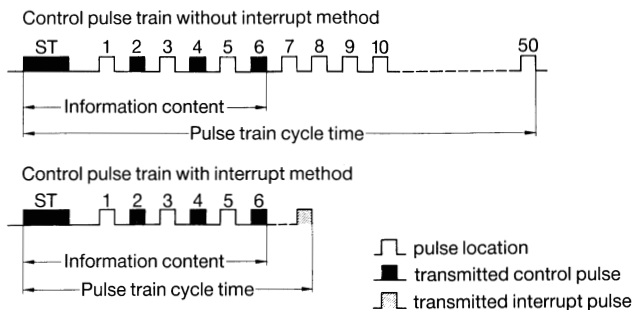 Control pulse train without interrupt method
ST 1 2 3 4 5 6 7 8 9 10 50
Information content
Pulse train cycle time
Control pulse train with interrupt method
ST 1 2 3 4 5 6
Information content
Pulse train cycle time
pulse location
transmitted control pulse
transmitted interrupt pulse